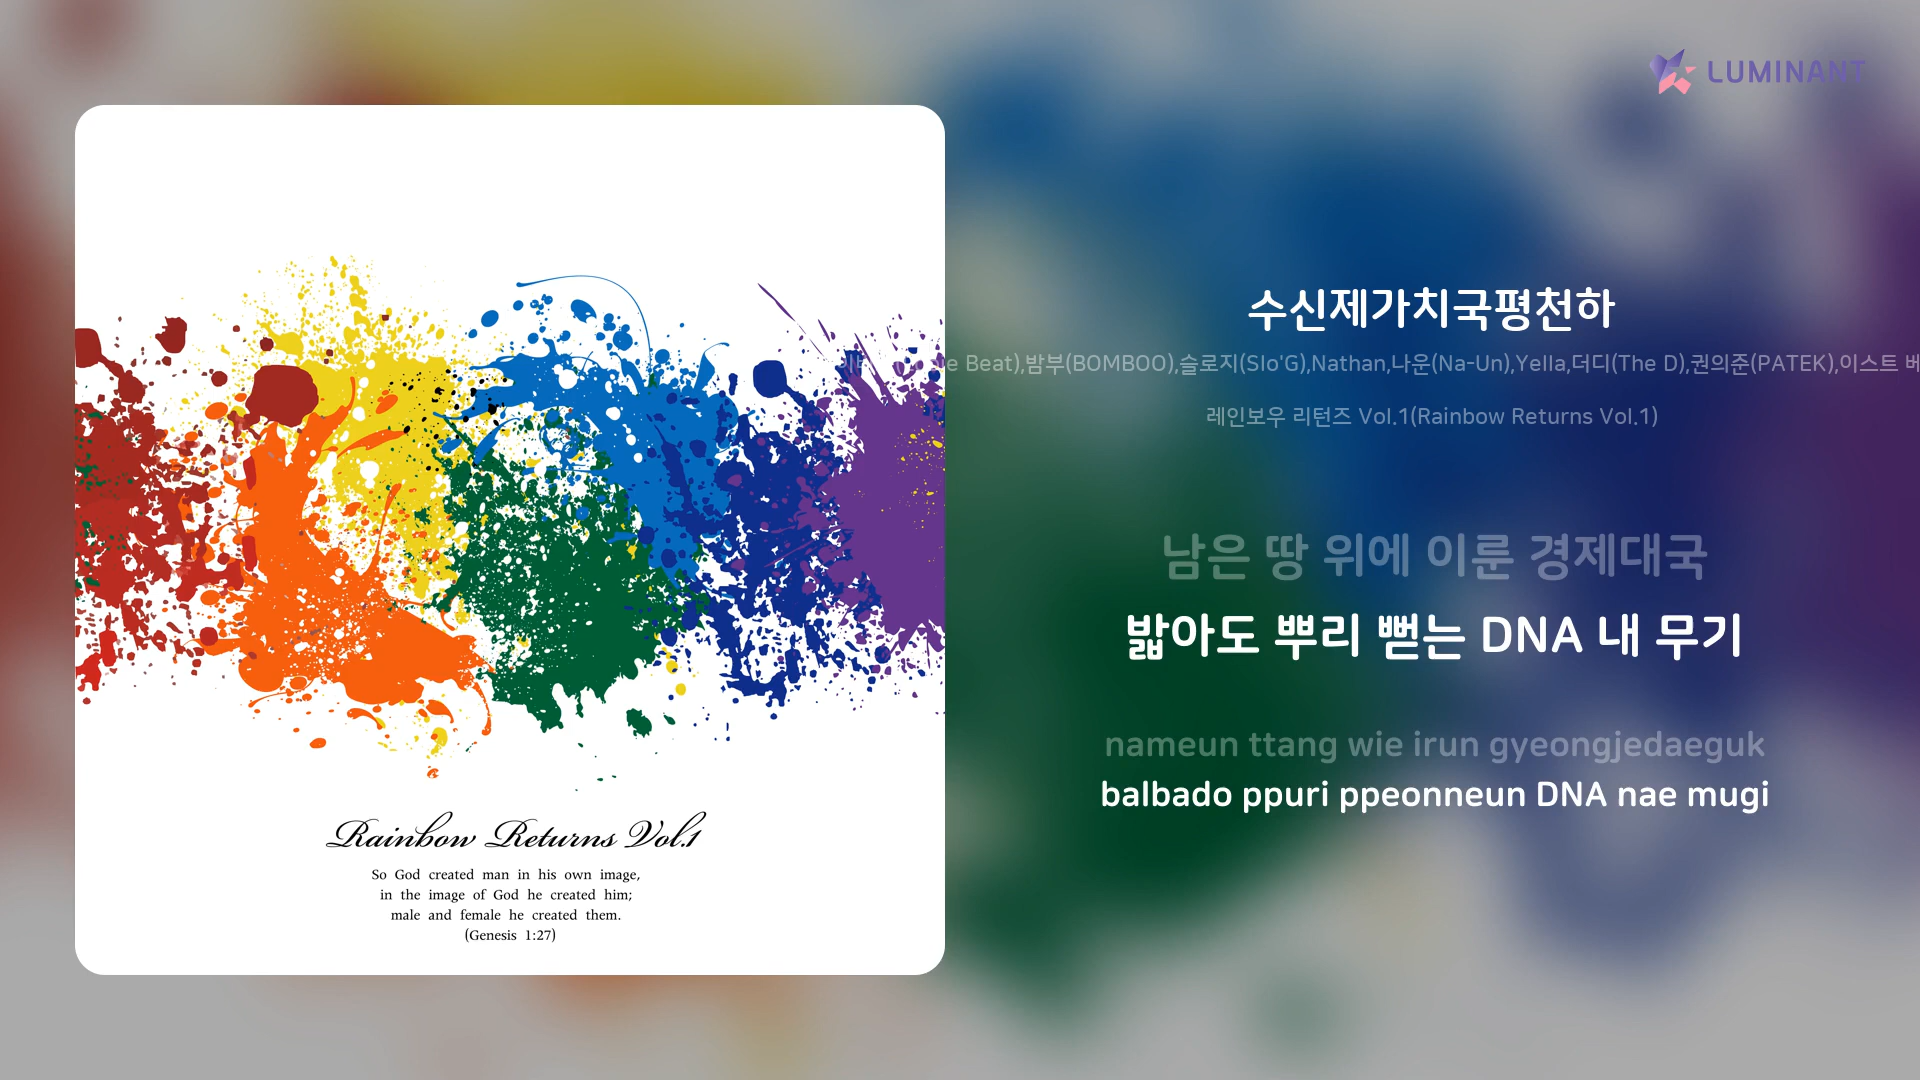 LUMINANT
수신제가치국평천하
Beat),밤부(BOMBOO),슬로지(Slo'G),Nathan,나운(Na-Un),Yella,더디(The D),권의준(PATEK),이스트
레인보우 리턴즈 Vol.1(Rainbow Returns Vol.1)
남은 땅 위에 이룬 경제대국
밟아도 뿌리 뻗는 DNA 내 무기
nameun ttang wie irun gyeongjedaeguk
balbado ppuri ppeonneun DNA nae mugi
Rainbow Returns Vol.1
So God created man in his own image,
in the image of God he created him;
male and female he created them.
(Genesis 1:27)